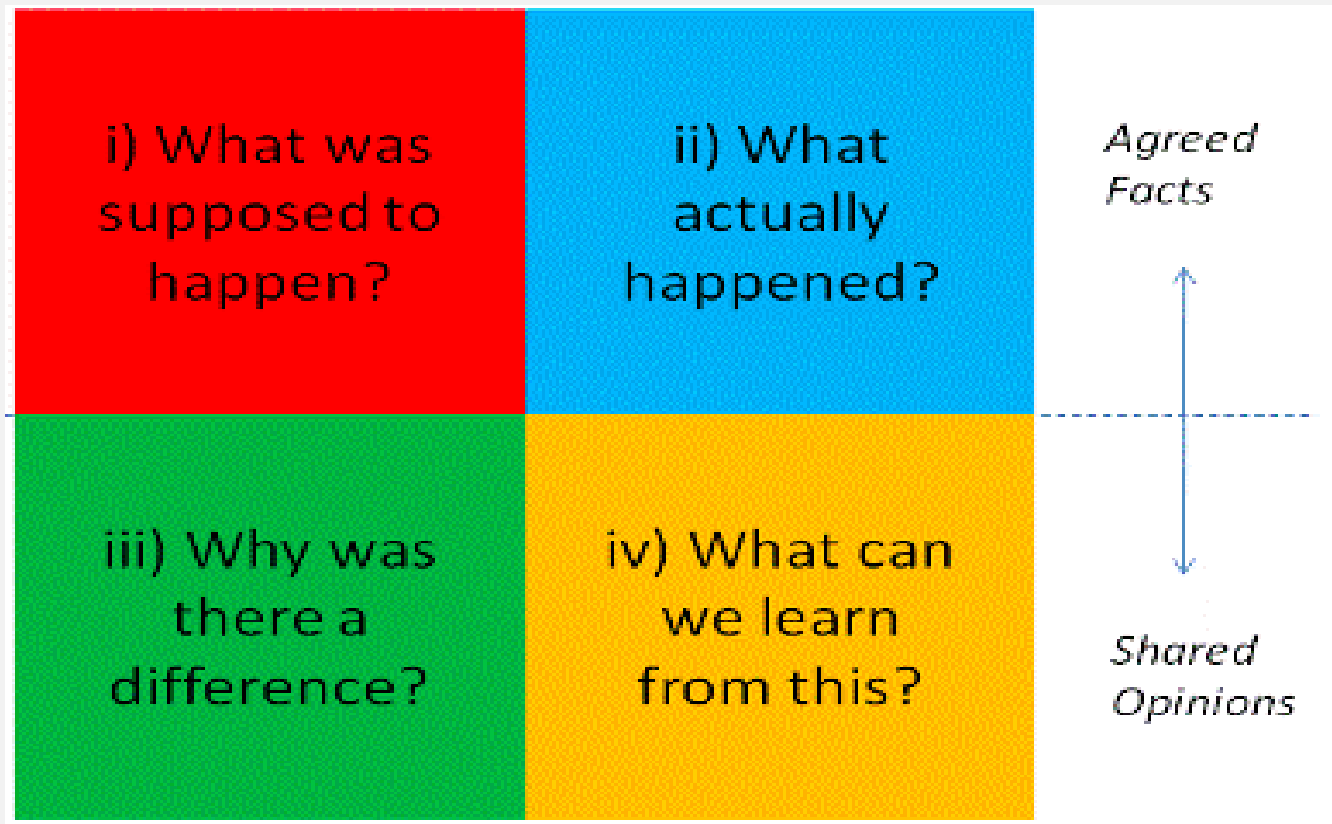 i) What was
supposed to
happen?
ii) What
actually
happened?
Agreed
Facts
iii) Why was
there a
difference?
iv) What can
we learn
from this?
Shared
Opinions